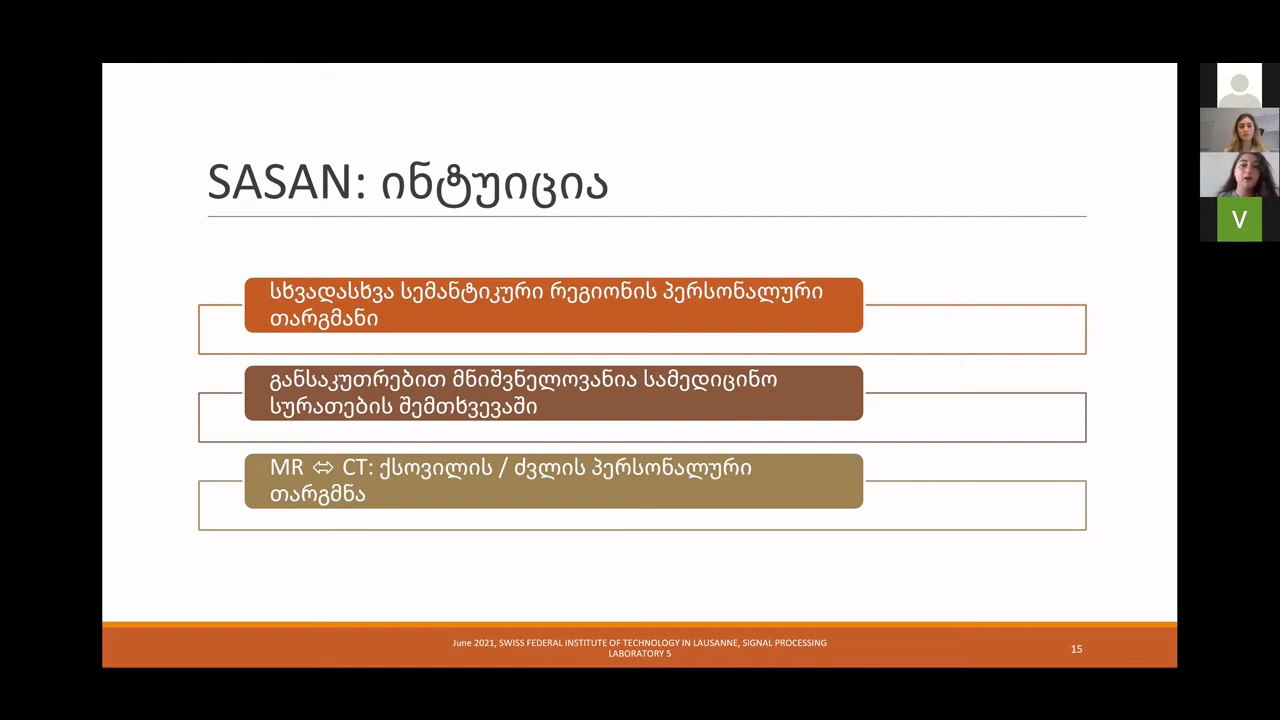 SASAN: ინტუიცია
სხვადასხვა სემანტიკური რეგიონის პერსონალური
თარგმანი
განსაკუთრებით მნიშვნელოვანია სამედიცინო
სურათების შემთხვევაში
MR ⇔ CT: ქსოვილის / ძვლის პერსონალური
თარგმნა
June 2021, SWISS FEDERAL INSTITUTE OF TECHNOLOGY IN LAUSANNE, SIGNAL PROCESSING
LABORATORY 5
15
V